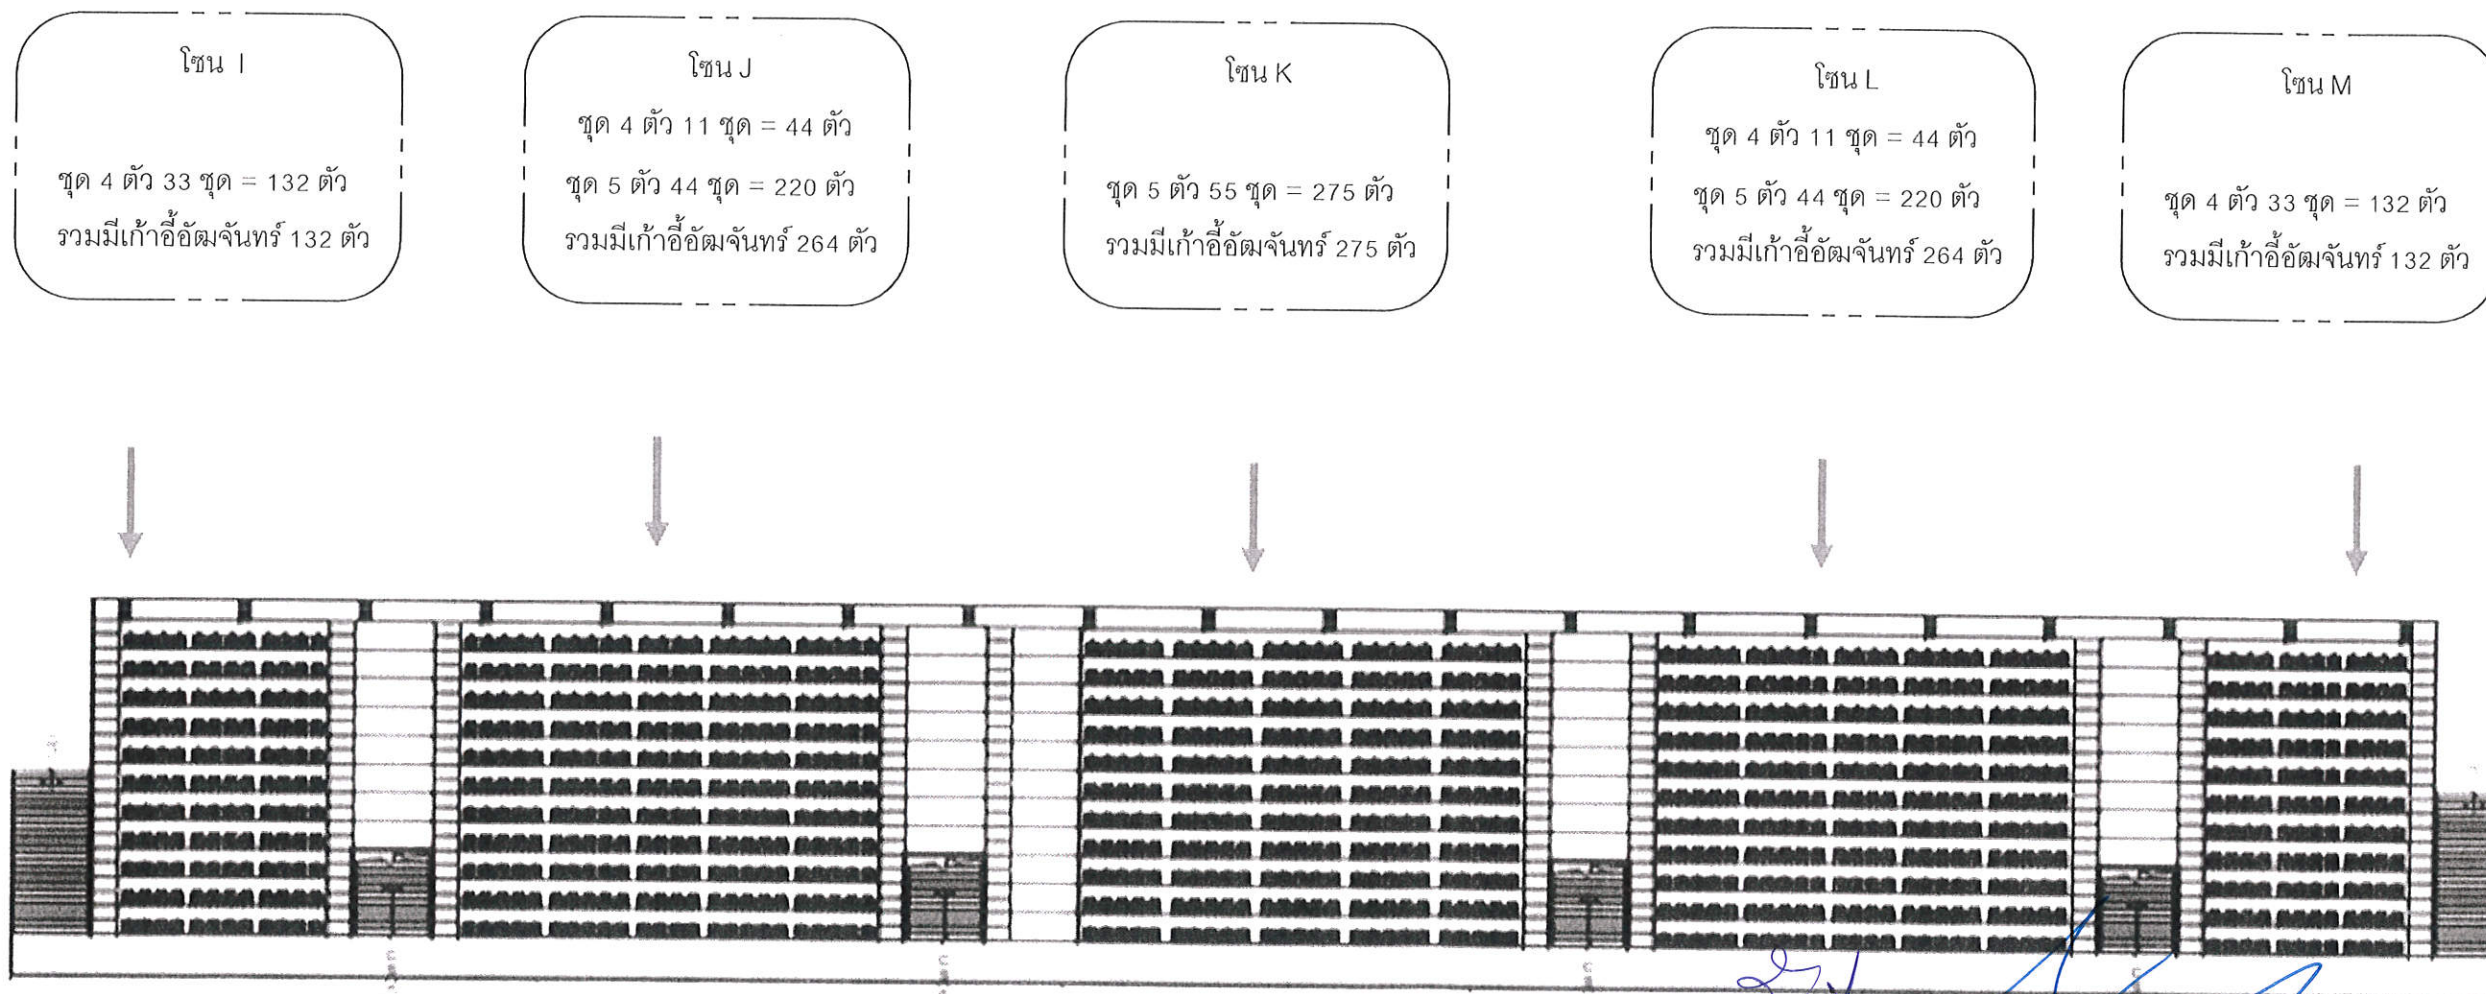 โซน I
ชุด 4 ตัว 33 ชุด = 132 ตัว
รวมมีเก้าอี้อัฒจันทร์ 132 ตัว
โซน J
ชุด 4 ตัว 11 ชุด = 44 ตัว
ชุด 5 ตัว 44 ชุด = 220 ตัว
รวมมีเก้าอี้อัฒจันทร์ 264 ตัว
โซน K
ชุด 5 ตัว 55 ชุด = 275 ตัว
รวมมีเก้าอี้อัฒจันทร์ 275 ตัว
โซน L
ชุด 4 ตัว 11 ชุด = 44 ตัว
ชุด 5 ตัว 44 ชุด = 220 ตัว
รวมมีเก้าอี้อัฒจันทร์ 264 ตัว
โซน M
ชุด 4 ตัว 33 ชุด = 132 ตัว
รวมมีเก้าอี้อัฒจันทร์ 132 ตัว